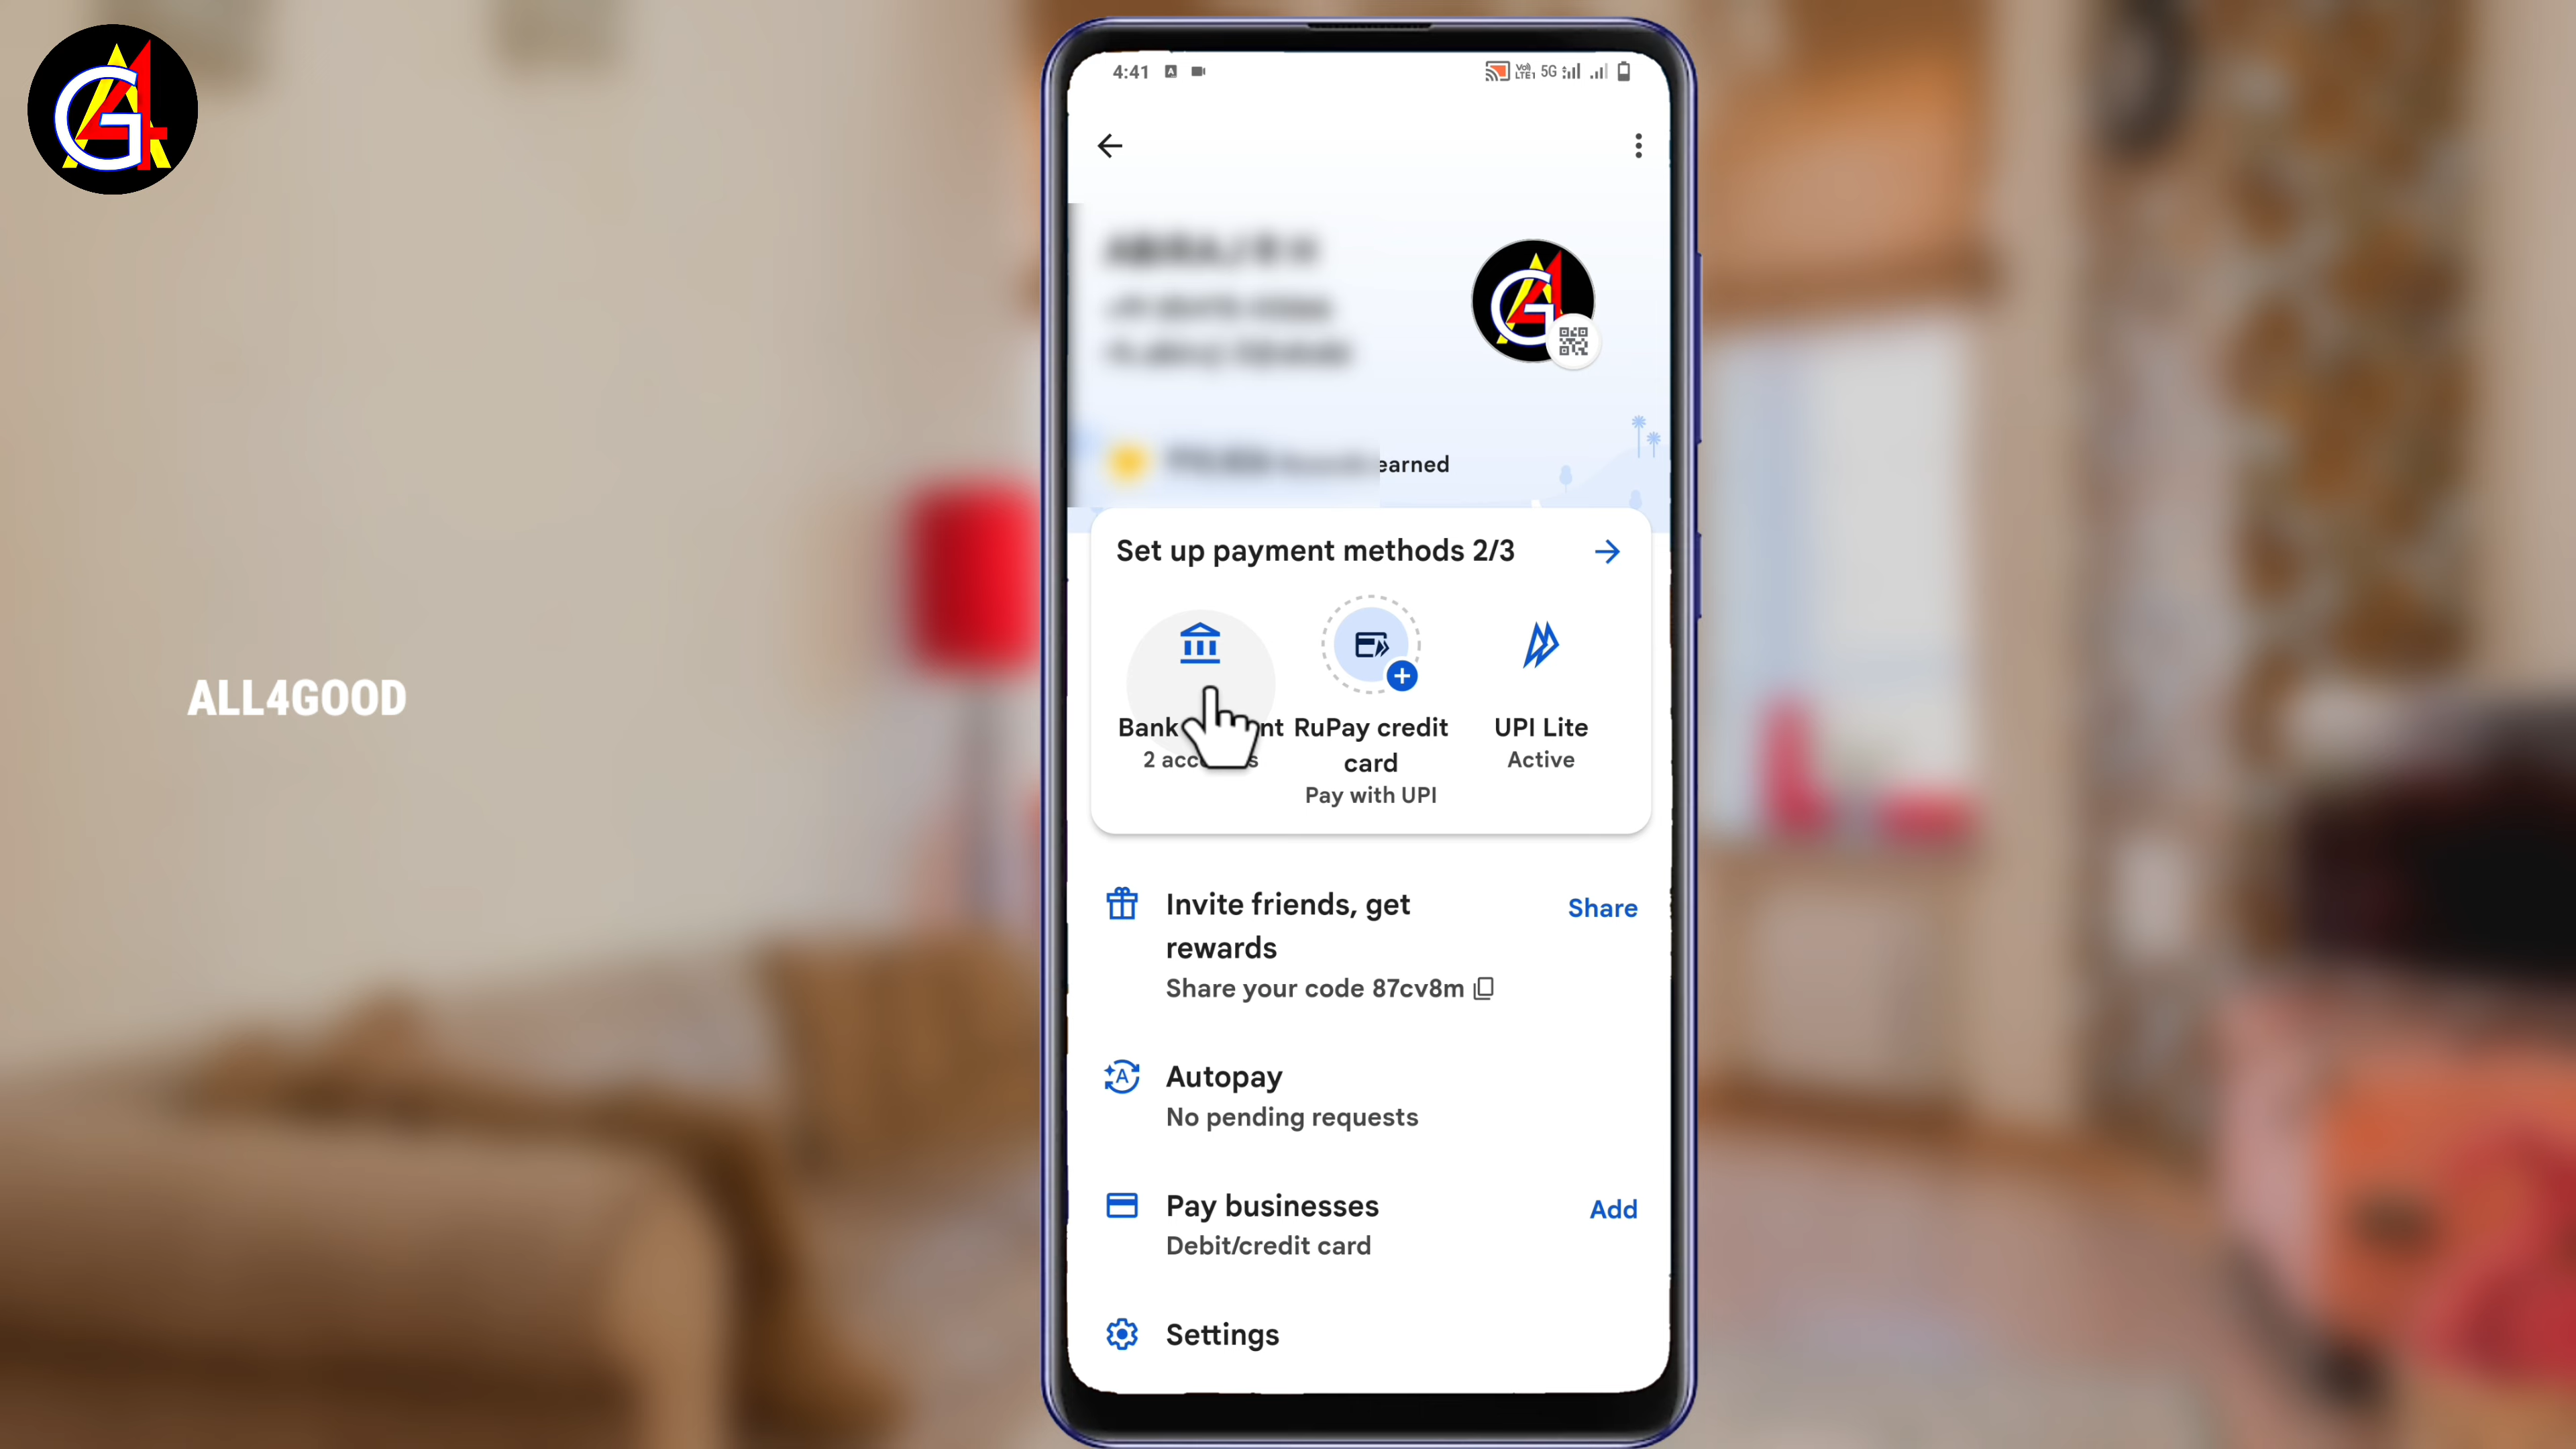 4:41
VoLTE1 5G
earned
Set up payment methods 2/3
Bank
RuPay credit
card
Pay with UPI
2
UPI Lite
Active
Invite friends, get
rewards
Share
Share your code 87cv8m
Autopay
No pending requests
Pay businesses
Add
Debit/credit card
Settings
ALL4GOOD